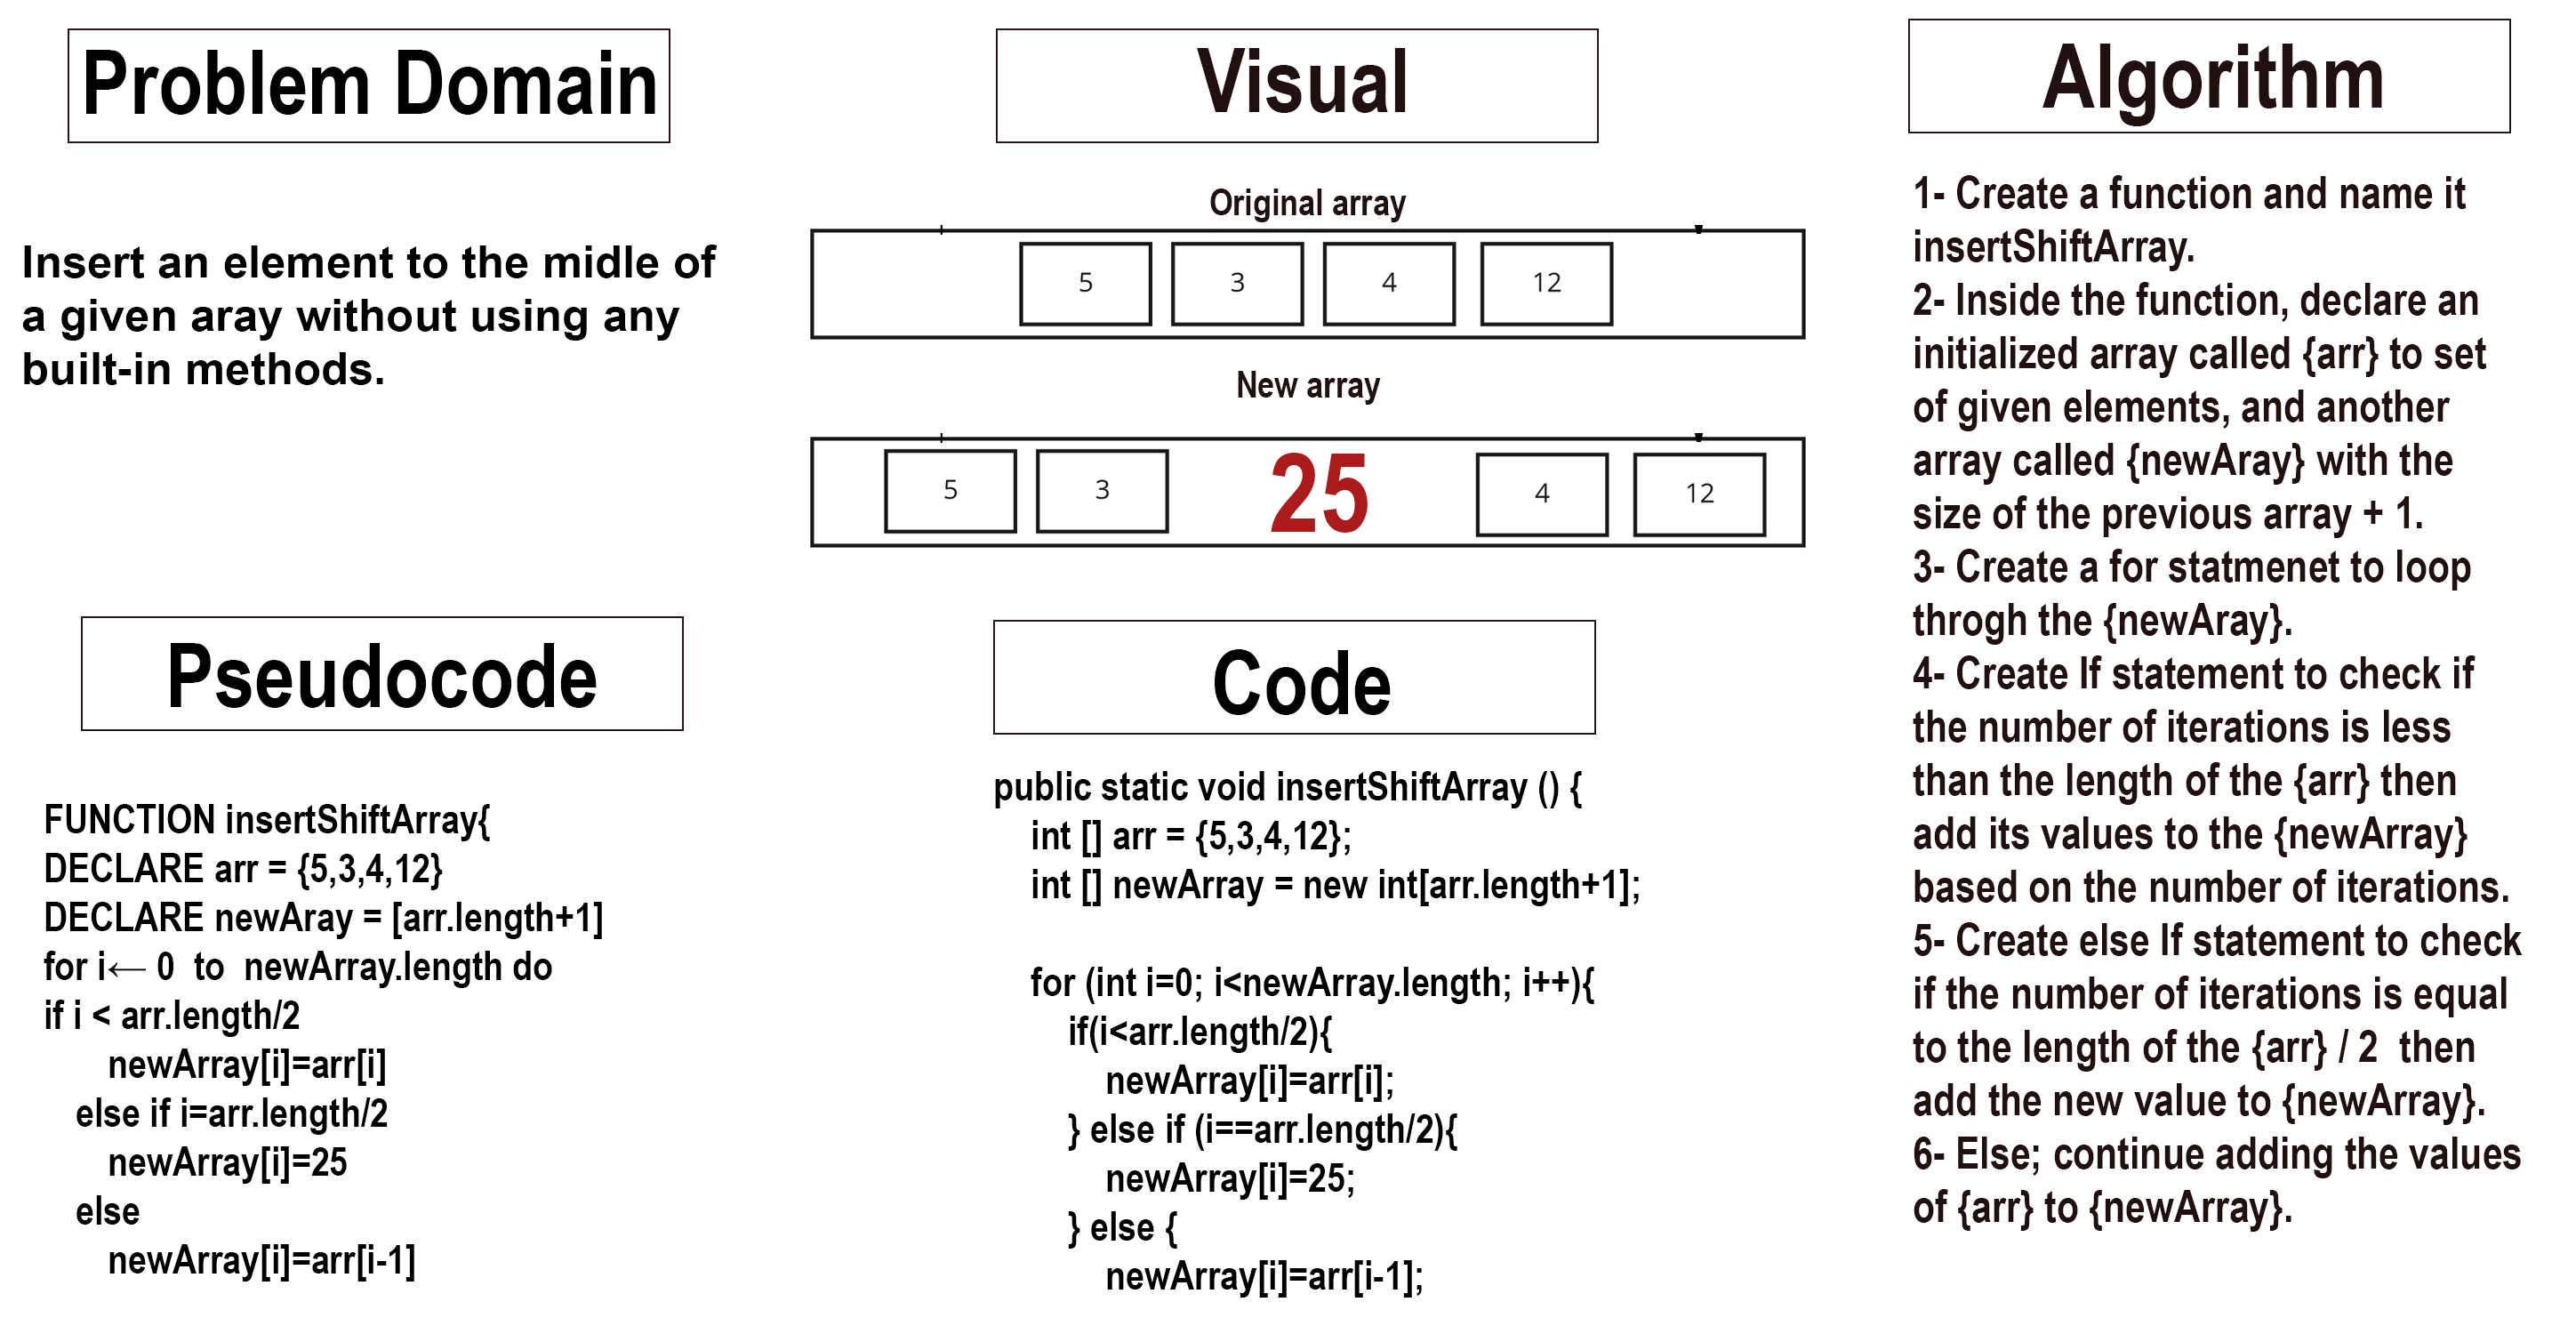 Problem Domain
Insert an element to the midle of
a given aray without using any
built-in methods.
Visual
Original array
5 3 4 12
New array
5 3 25 4 12
Algorithm
1- Create a function and name it
insertShiftArray.
2- Inside the function, declare an
initialized array called {arr} to set
of given elements, and another
array called {newAray} with the
size of the previous array + 1.
3- Create a for statmenet to loop
throgh the {newAray}.
4- Create If statement to check if
the number of iterations is less
than the length of the {arr} then
add its values to the {newArray}
based on the number of iterations.
5- Create else If statement to check
if the number of iterations is equal
to the length of the {arr} / 2 then
add the new value to {newArray}.
6- Else; continue adding the values
of {arr} to {newArray}.
Pseudocode
FUNCTION insertShiftArray{
DECLARE arr = {5,3,4,12}
DECLARE newAray = [arr.length+1]
for i← 0 to newArray.length do
if i < arr.length/2
newArray[i]=arr[i]
else if i=arr.length/2
newArray[i]=25
else
newArray[i]=arr[i-1]
Code
public static void insertShiftArray () {
int [] arr = {5,3,4,12};
int [] newArray = new int[arr.length+1];
for (int i=0; i<newArray.length; i++){
if(i<arr.length/2){
newArray[i]=arr[i];
} else if (i==arr.length/2){
newArray[i]=25;
} else {
newArray[i]=arr[i-1];